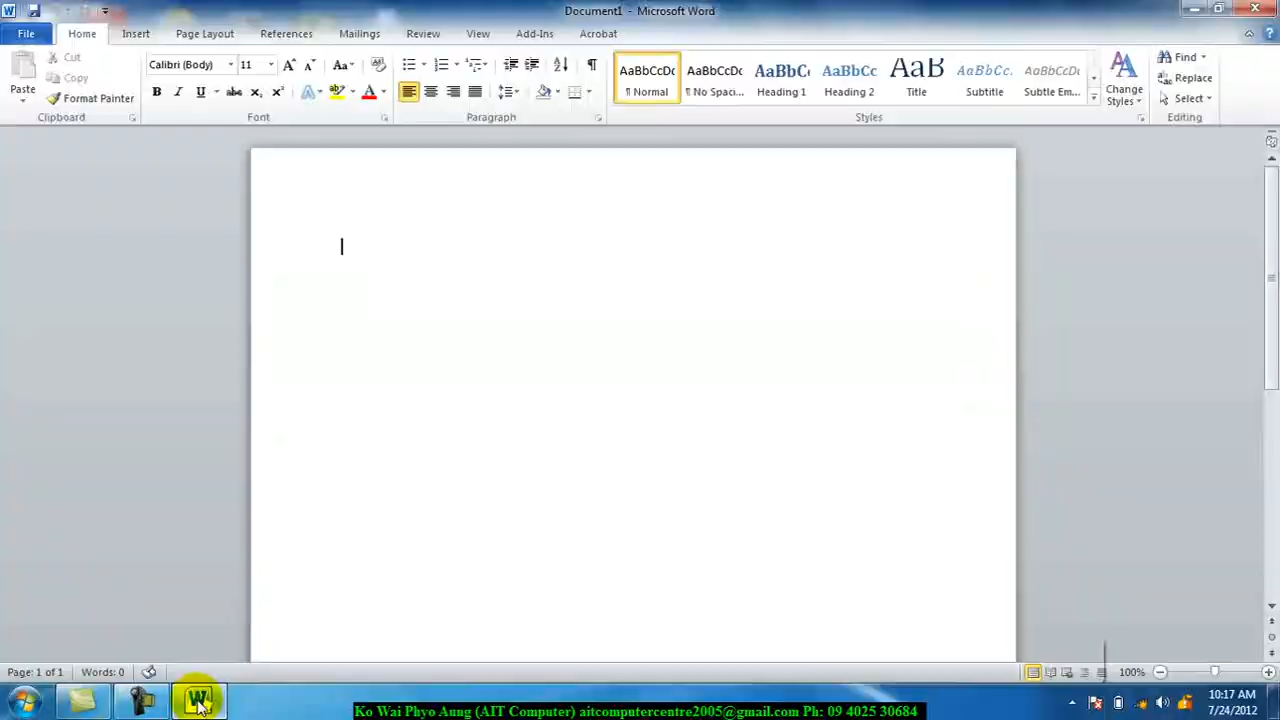 Document1 - Microsoft Word
File Home Insert Page Layout References Mailings Review View Add-Ins Acrobat
Cut
Copy
Format Painter
Paste
Calibri (Body) 11
AaBbCcDc AaBbCcDc AaBbC AaBbCc AaB AaBbCc. AaBbCcDc
¶ Normal ¶ No Spaci... Heading 1 Heading 2 Title Subtitle Subtle Em...
Change
Styles
Find
Replace
Select
Clipboard Font Paragraph Styles Editing
Page: 1 of 1 Words: 0 100%
10:17 AM
7/24/2012
Ko Wai Phyo Aung (AIT Computer) aitcomputercentre2005@gmail.com Ph: 09 4025 30684